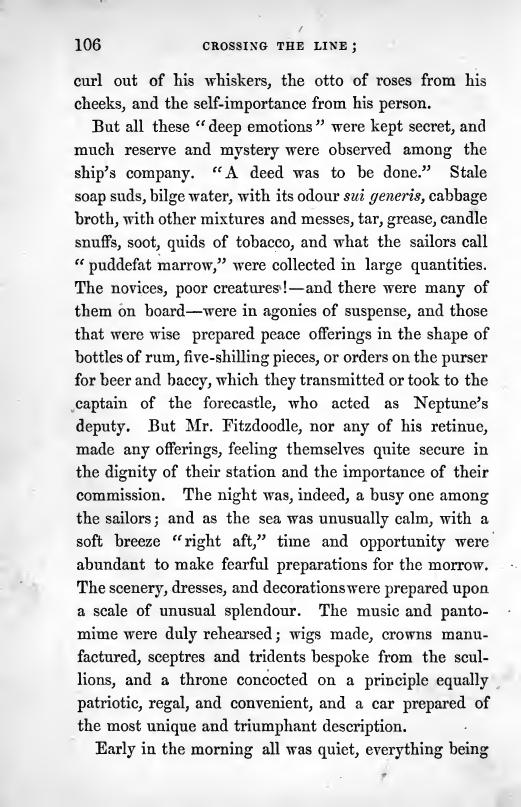 106 CROSSING THE LINE ;
curl out of his whiskers, the otto of roses from his
cheeks, and the self-importance from his person.
But all these “deep emotions” were kept secret, and
much reserve and mystery were observed among the
ship’s company. “A deed was to be done.” Stale
soap suds, bilge water, with its odour sui generis, cabbage
broth, with other mixtures and messes, tar, grease, candle
snuffs, soot, quids of tobacco, and what the sailors call
“ puddefat marrow,” were collected in large quantities.
The novices, poor creatures!—and there were many of
them on board—were in agonies of suspense, and those
that were wise prepared peace offerings in the shape of
bottles of rum, five-shilling pieces, or orders on the purser
for beer and baccy, which they transmitted or took to the
captain of the forecastle, who acted as Neptune’s
deputy. But Mr. Fitzdoodle, nor any of his retinue,
made any offerings, feeling themselves quite secure in
the dignity of their station and the importance of their
commission. The night was, indeed, a busy one among
the sailors; and as the sea was unusually calm, with a
soft breeze “right aft,” time and opportunity were
abundant to make fearful preparations for the morrow.
The scenery, dresses, and decorations were prepared upon
a scale of unusual splendour. The music and panto-
mime were duly rehearsed; wigs made, crowns manu-
factured, sceptres and tridents bespoke from the scul-
lions, and a throne concocted on a principle equally
patriotic, regal, and convenient, and a car prepared of
the most unique and triumphant description.
Early in the morning all was quiet, everything being